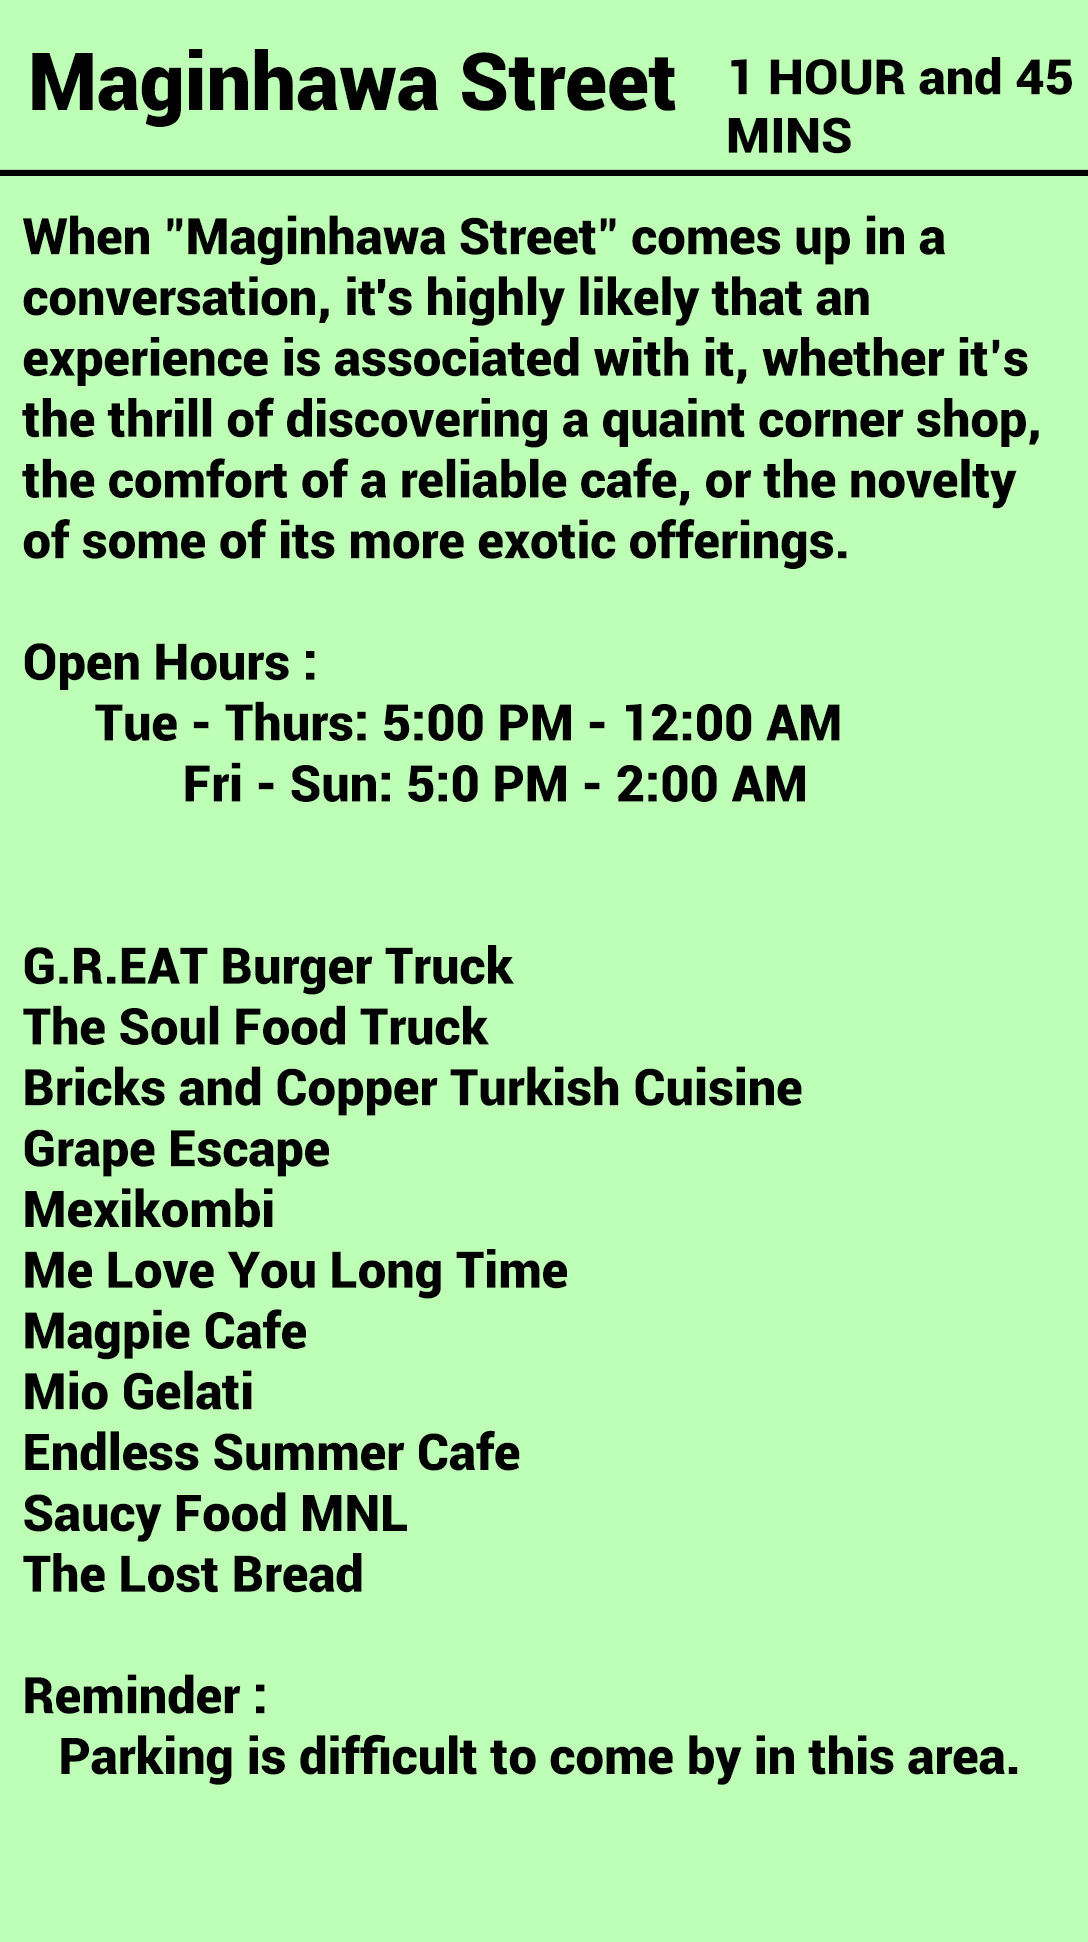 Maginhawa Street
1 HOUR and 45
MINS
When "Maginhawa Street" comes up in a
conversation, it's highly likely that an
experience is associated with it, whether it's
the thrill of discovering a quaint corner shop,
the comfort of a reliable cafe, or the novelty
of some of its more exotic offerings.
Open Hours :
Tue - Thurs: 5:00 PM - 12:00 AM
Fri - Sun: 5:0 PM - 2:00 AM
G.R.EAT Burger Truck
The Soul Food Truck
Bricks and Copper Turkish Cuisine
Grape Escape
Mexikombi
Me Love You Long Time
Magpie Cafe
Mio Gelati
Endless Summer Cafe
Saucy Food MNL
The Lost Bread
Reminder :
Parking is difficult to come by in this area.